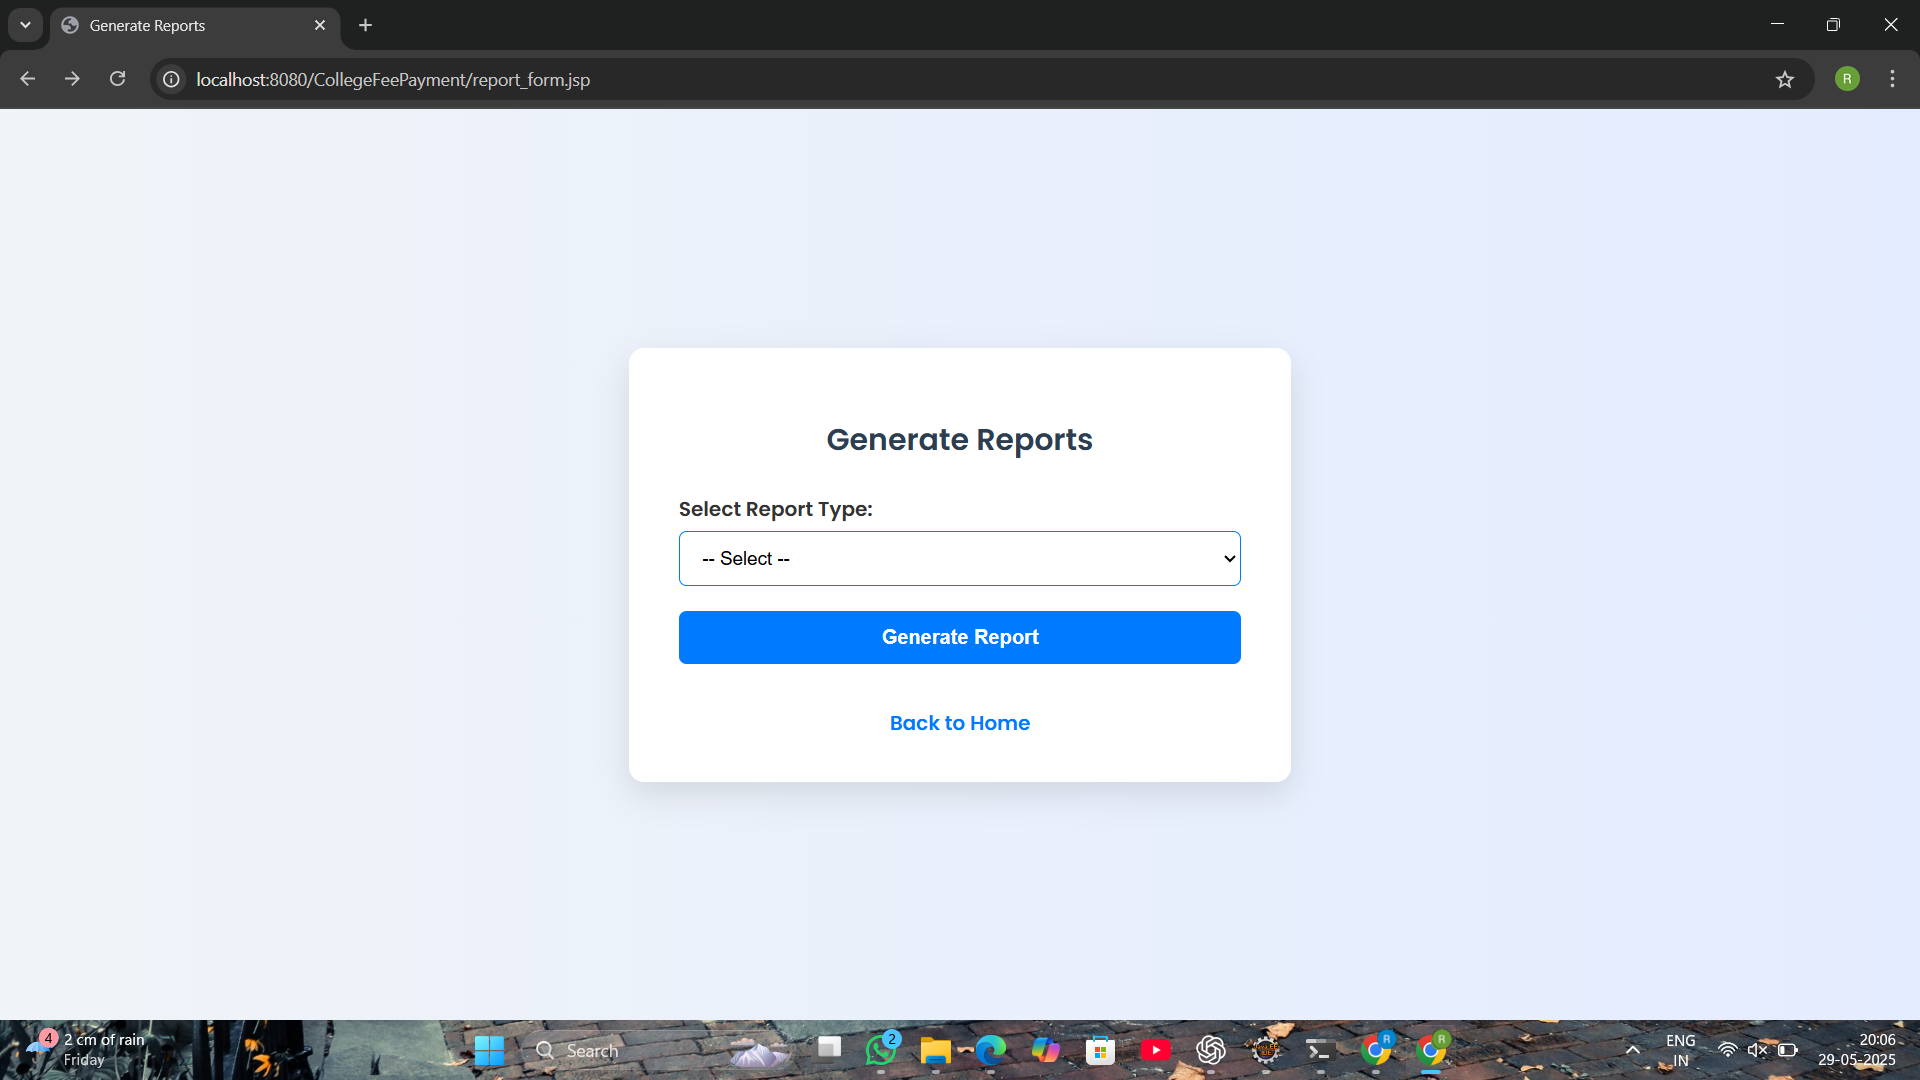 Generate Reports
localhost:8080/CollegeFeePayment/report_form.jsp
R
Generate Reports
Select Report Type:
-- Select --
Generate Report
Back to Home
4
2 cm of rain
Friday
Search
2
R
R
ENG
IN
20:06
29-05-2025